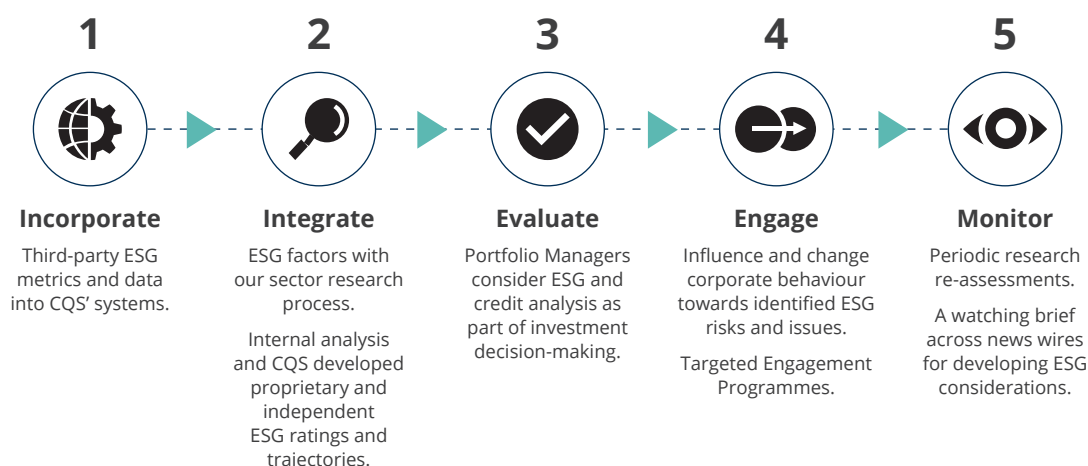 1
2
3
4
5
Incorporate
Third-party ESG
metrics and data
into CQS' systems.
Integrate
ESG factors with
our sector research
process.
Internal analysis
and CQS developed
proprietary and
independent
ESG ratings and
trajectories.
Evaluate
Portfolio Managers
consider ESG and
credit analysis as
part of investment
decision-making.
Engage
Influence and change
corporate behaviour
towards identified ESG
risks and issues.
Targeted Engagement
Programmes.
Monitor
Periodic research
re-assessments.
A watching brief
across news wires
for developing ESG
considerations.